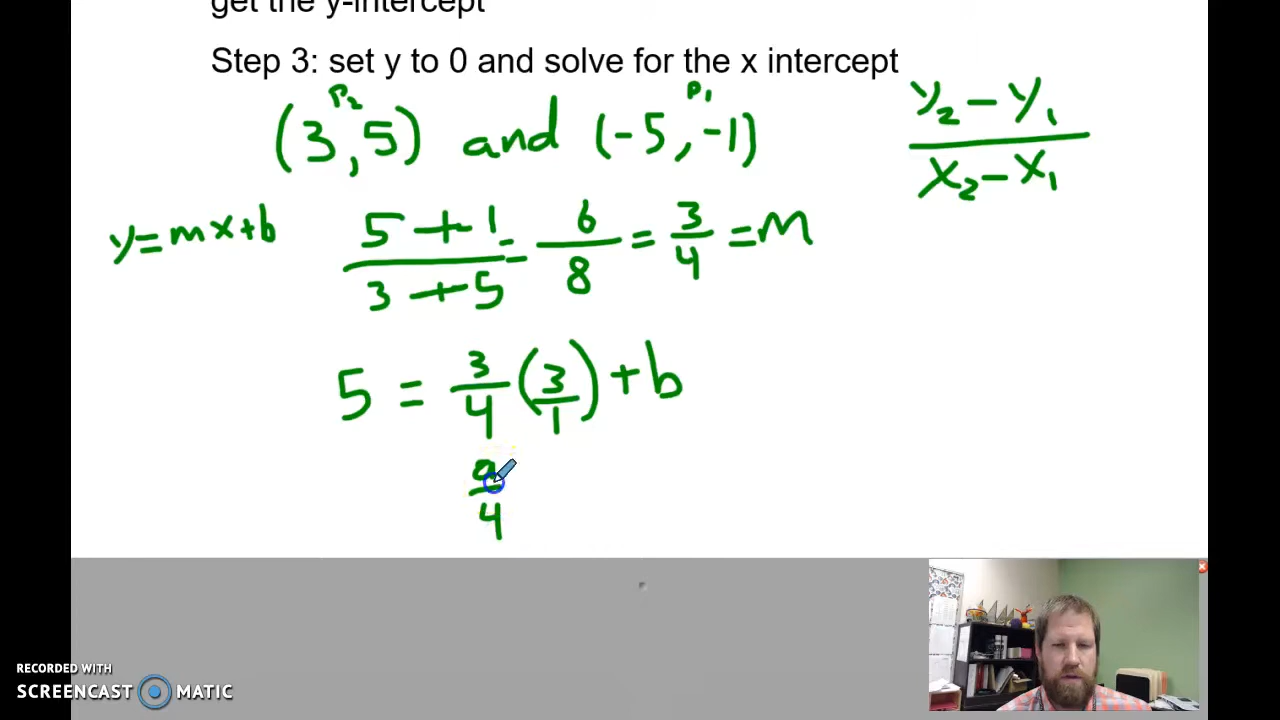 get the y-intercept
Step 3: set y to 0 and solve for the x intercept
P2 P1
(3, 5) and (-5, -1)
y2 - y1
x2 - x1
y = mx + b
5 + 1 / 3 + 5 = 6/8 = 3/4 = m
5 = 3/4 (3/1) + b
9/4
RECORDED WITH
SCREENCAST MATIC